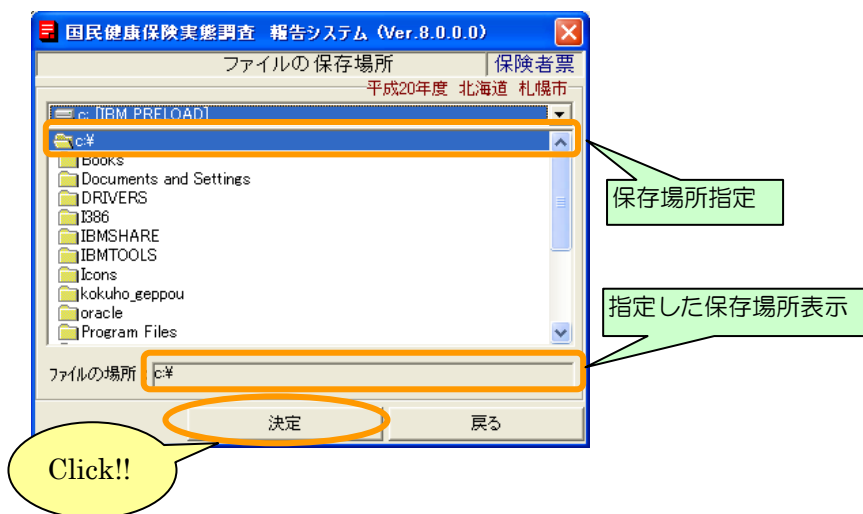 国民健康保険実態調査 報告システム (Ver.8.0.0.0)
ファイルの保存場所
保険者票
平成20年度 北海道 札幌市
c: [IBM_PRELOAD]
c:¥
Books
Documents and Settings
DRIVERS
I386
IBMSHARE
IBMTOOLS
Icons
kokuho_geppou
oracle
Program Files
保存場所指定
指定した保存場所表示
ファイルの場所 : c:¥
決定
戻る
Click!!